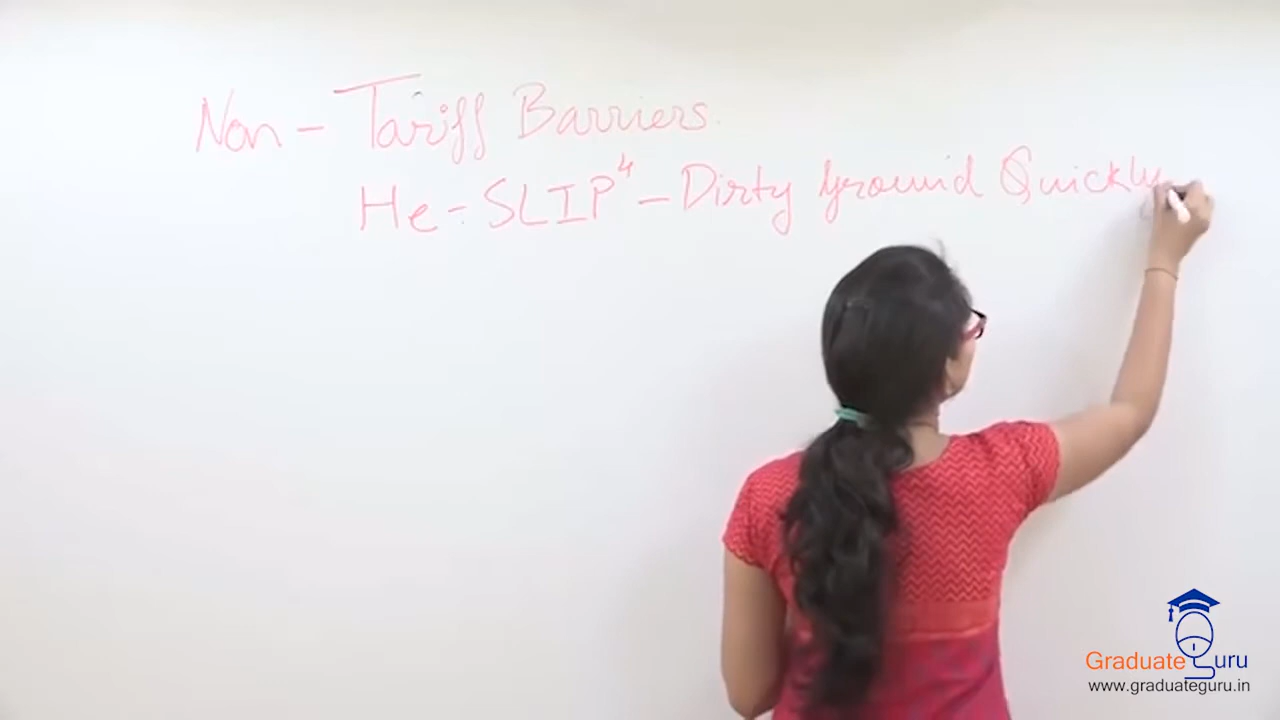 Non - Tariff Barriers.
He - SLIP⁴ - Dirty Ground Quickly
Graduate Guru
www.graduateguru.in